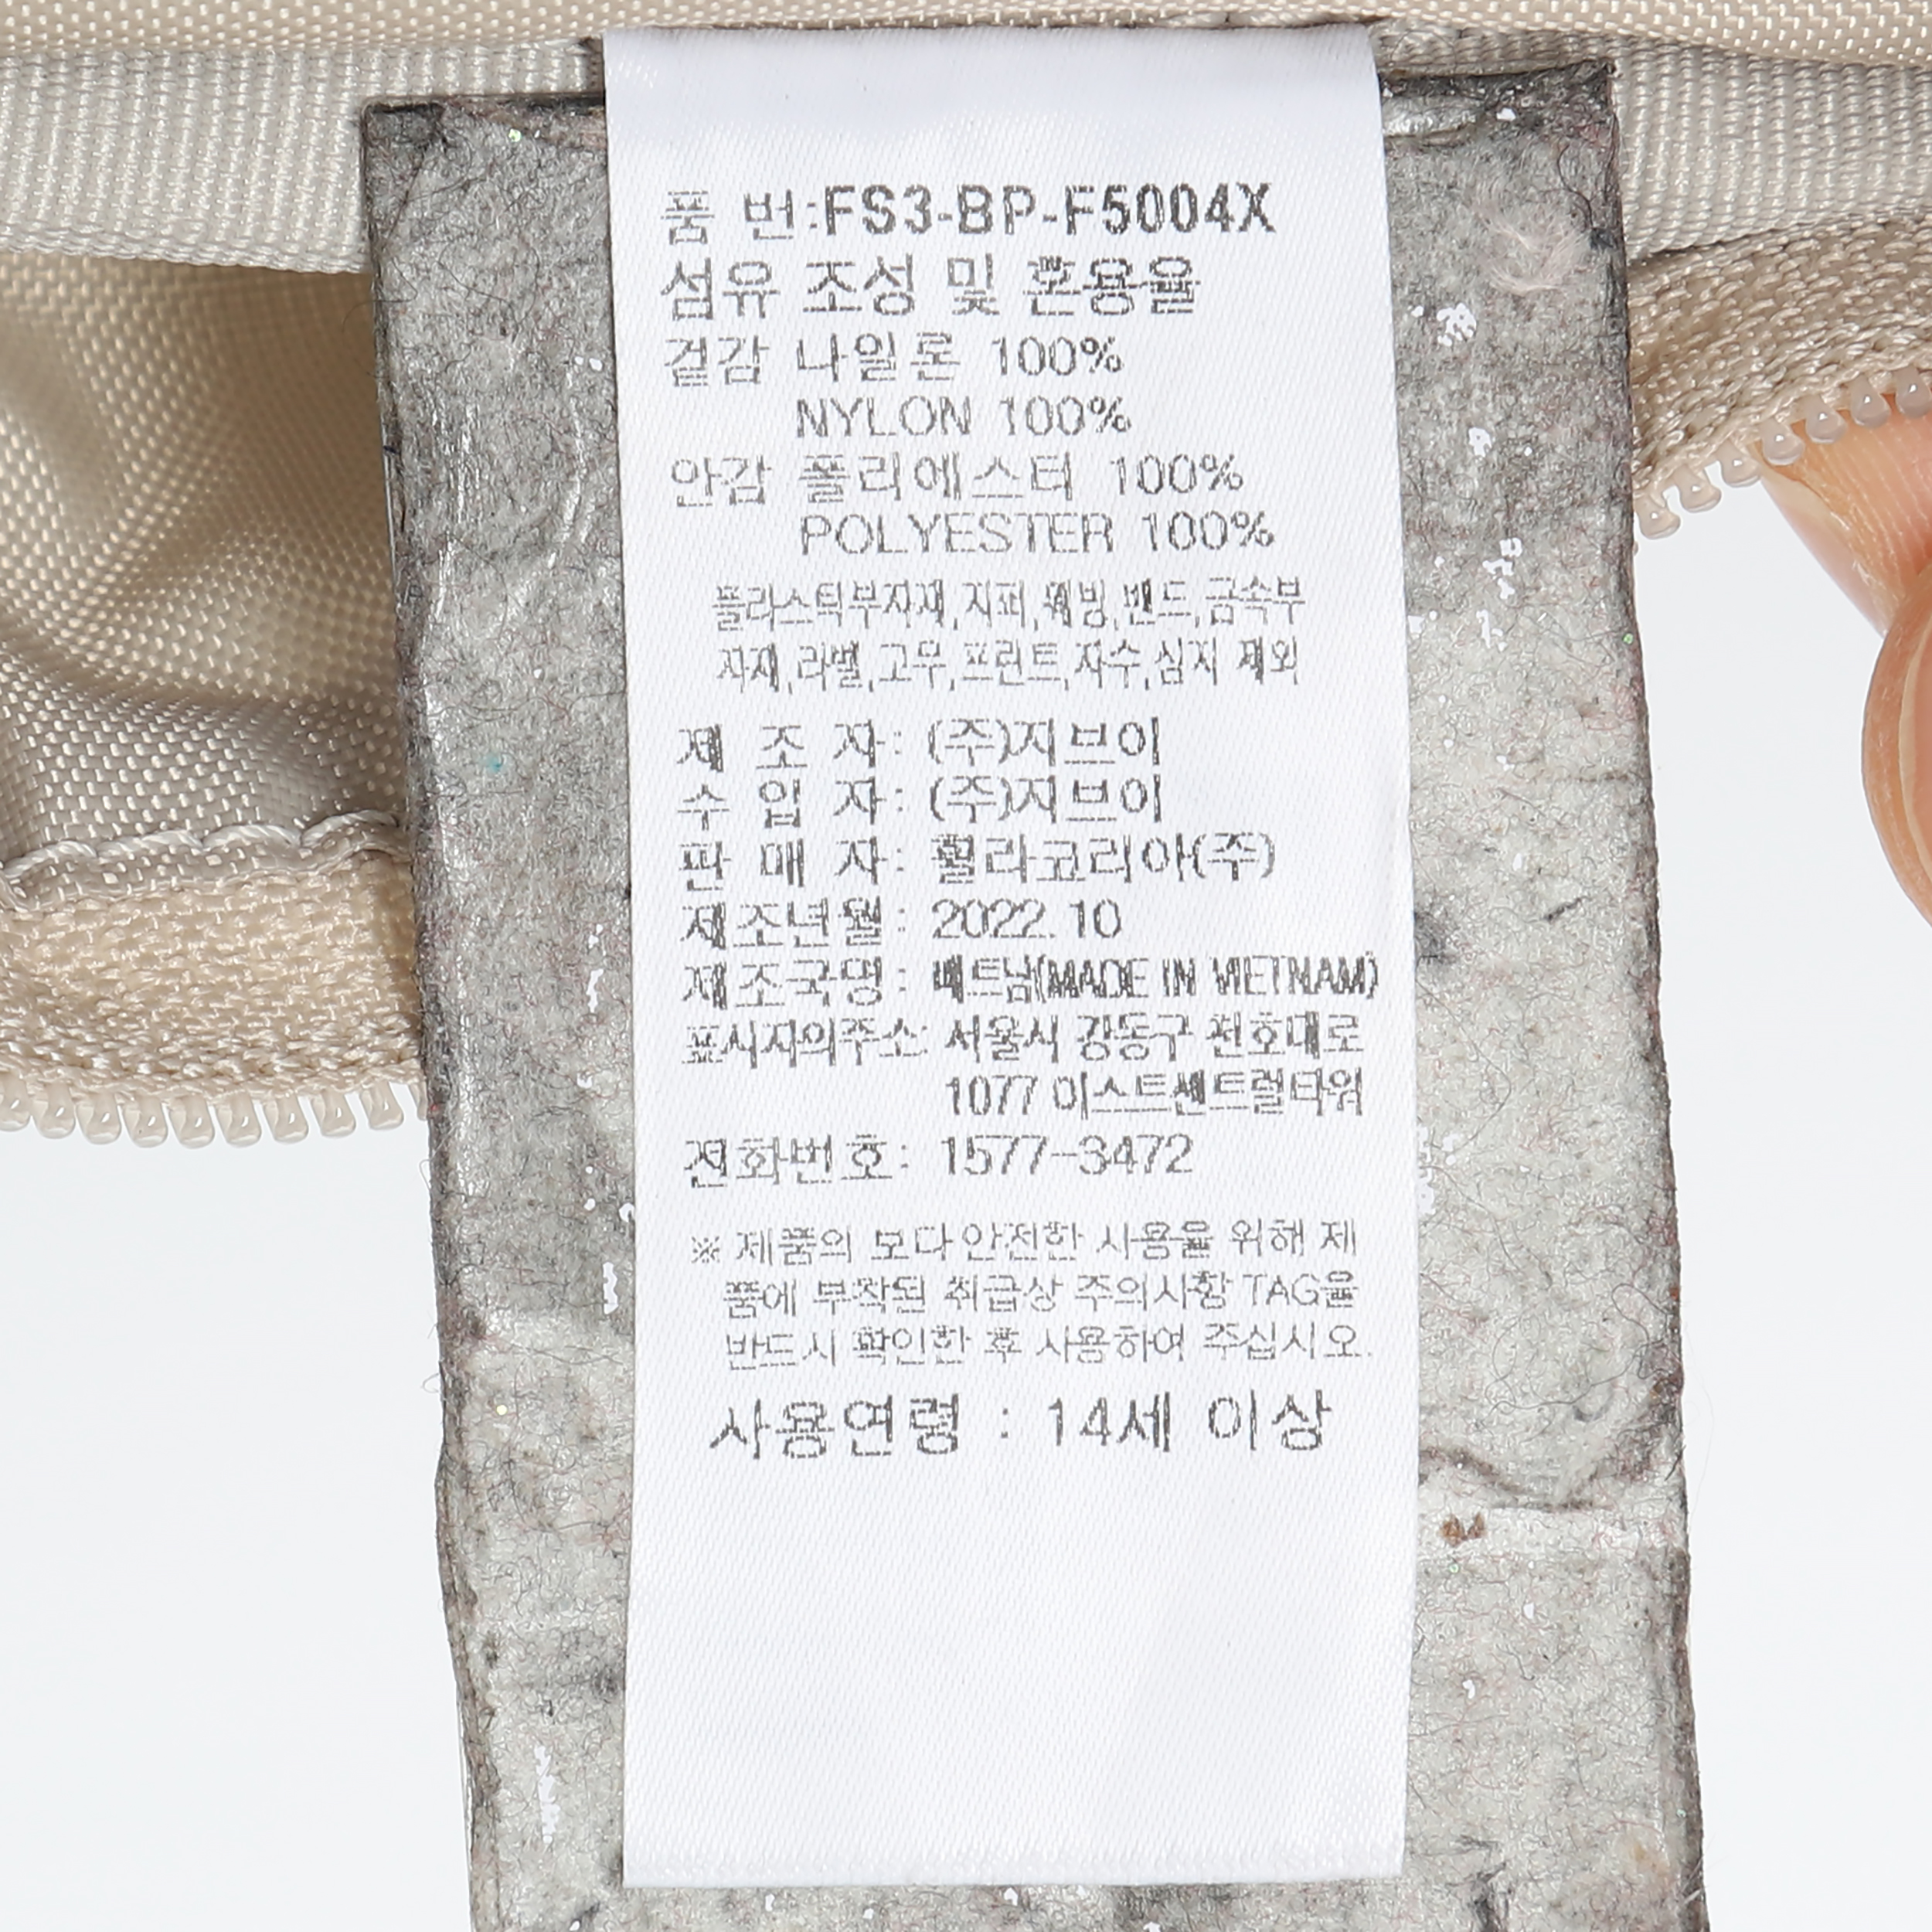 품 번:FS3-BP-F5004X
섬유 조성 및 혼용율
겉감 나일론 100%
NYLON 100%
안감 폴리에스터 100%
POLYESTER 100%
플라스틱부자재,지퍼,웨빙,밴드,금속부
자재,라벨,고무,프린트,자수,심지 제외
제 조 자: (주)지브이
수 입 자: (주)지브이
판 매 자: 휠라코리아(주)
제조년월: 2022.10
제조국명: 베트남(MADE IN VIETNAM)
표시자의주소: 서울시 강동구 천호대로
1077 이스트센트럴타워
전화번호: 1577-3472
※ 제품의 보다 안전한 사용을 위해 제
품에 부착된 취급상 주의사항 TAG을
반드시 확인한 후 사용하여 주십시오.
사용연령 : 14세 이상